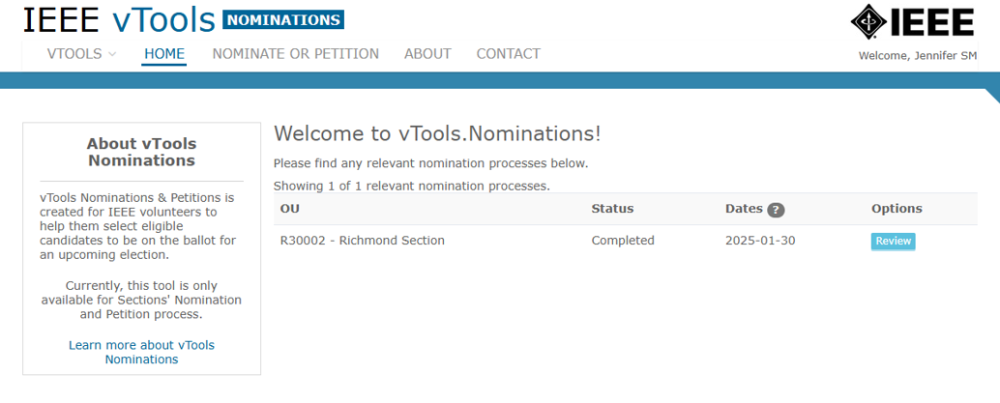 IEEE vTools NOMINATIONS
IEEE
VTOOLS HOME NOMINATE OR PETITION ABOUT CONTACT
Welcome, Jennifer SM
About vTools
Nominations
vTools Nominations & Petitions is
created for IEEE volunteers to
help them select eligible
candidates to be on the ballot for
an upcoming election.
Currently, this tool is only
available for Sections' Nomination
and Petition process.
Learn more about vTools
Nominations
Welcome to vTools.Nominations!
Please find any relevant nomination processes below.
Showing 1 of 1 relevant nomination processes.
OU Status Dates ? Options
R30002 - Richmond Section Completed 2025-01-30 Review